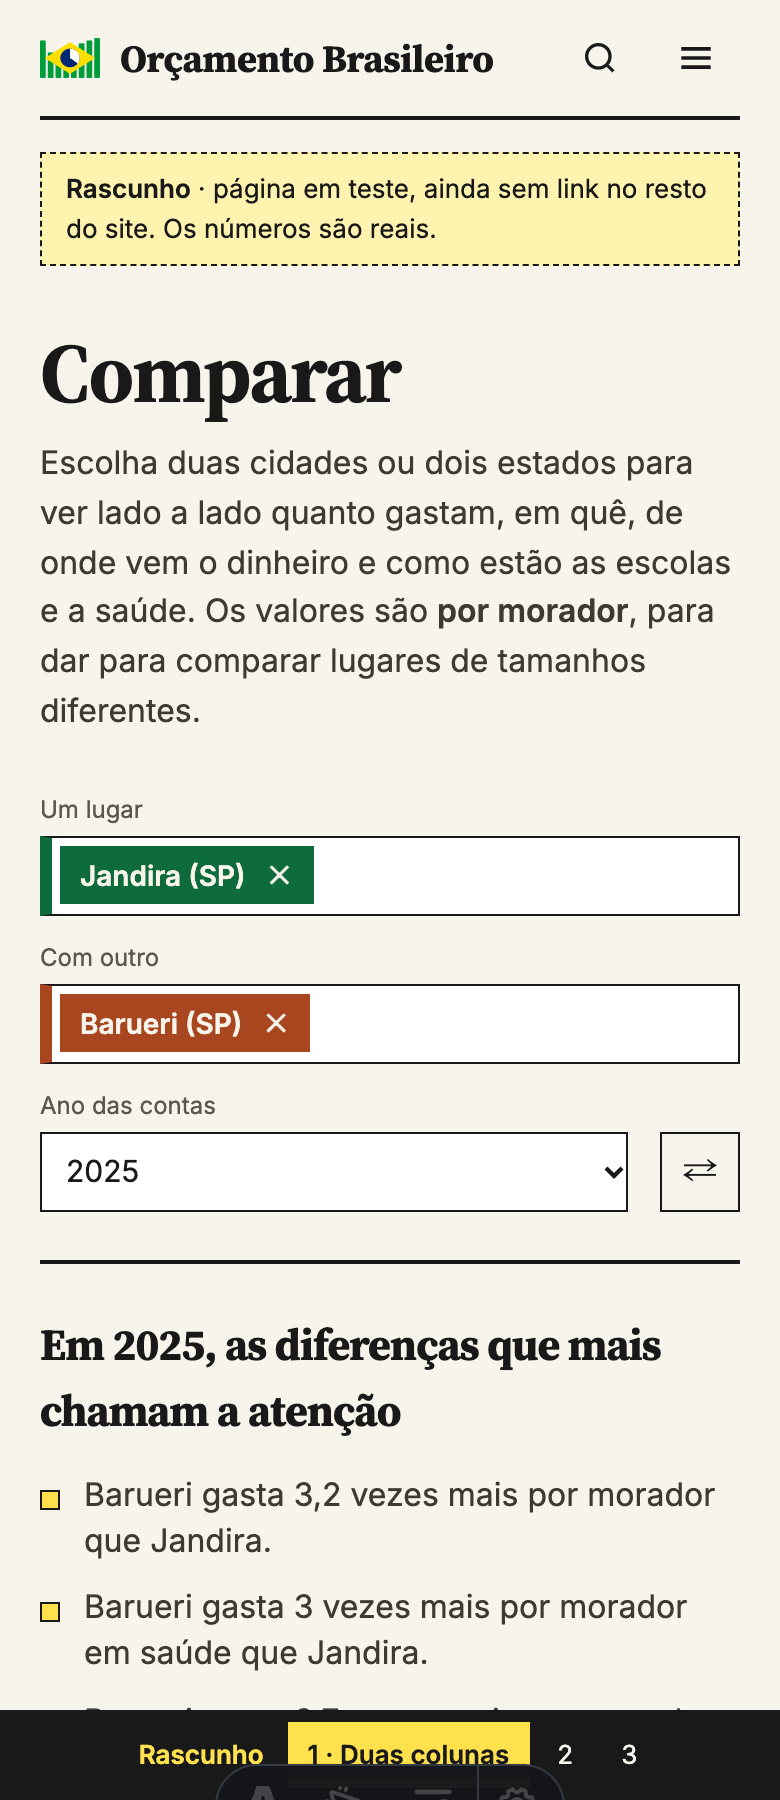 Orçamento Brasileiro
Rascunho · página em teste, ainda sem link no resto
do site. Os números são reais.
Comparar
Escolha duas cidades ou dois estados para
ver lado a lado quanto gastam, em quê, de
onde vem o dinheiro e como estão as escolas
e a saúde. Os valores são por morador, para
dar para comparar lugares de tamanhos
diferentes.
Um lugar
Jandira (SP) ×
Com outro
Barueri (SP) ×
Ano das contas
2025
Em 2025, as diferenças que mais
chamam a atenção
Barueri gasta 3,2 vezes mais por morador
que Jandira.
Barueri gasta 3 vezes mais por morador
em saúde que Jandira.
Rascunho 1 · Duas colunas 2 3